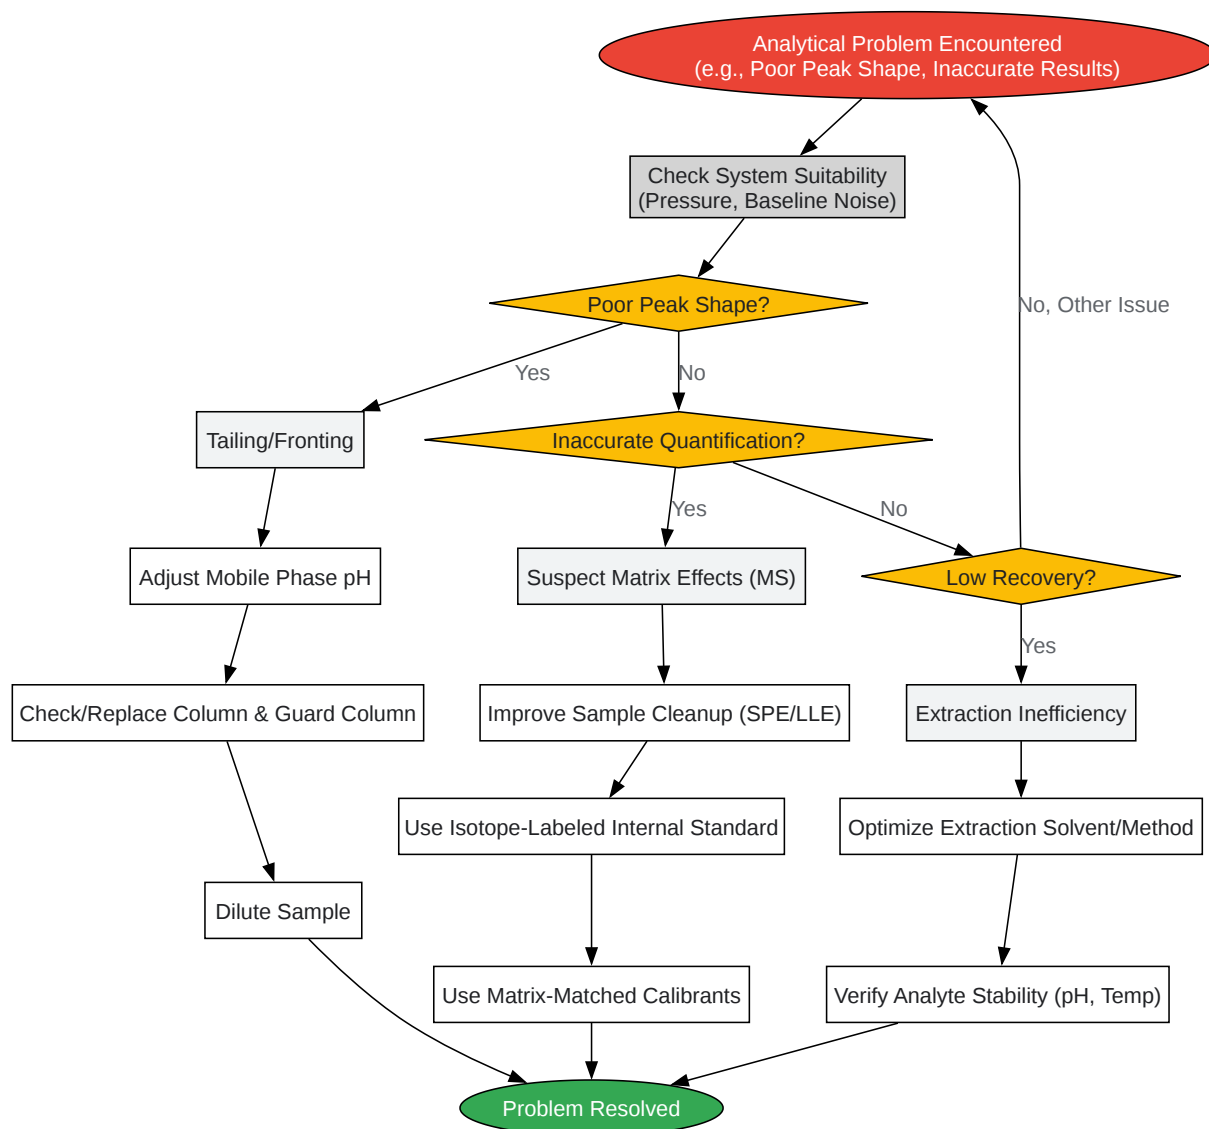 Analytical Problem Encountered
(e.g., Poor Peak Shape, Inaccurate Results)
Check System Suitability
(Pressure, Baseline Noise)
Poor Peak Shape?
No, Other Issue
Yes
No
Tailing/Fronting
Inaccurate Quantification?
Yes
No
Adjust Mobile Phase pH
Suspect Matrix Effects (MS)
Low Recovery?
Yes
Check/Replace Column & Guard Column
Improve Sample Cleanup (SPE/LLE)
Extraction Inefficiency
Use Isotope-Labeled Internal Standard
Optimize Extraction Solvent/Method
Dilute Sample
Use Matrix-Matched Calibrants
Verify Analyte Stability (pH, Temp)
Problem Resolved